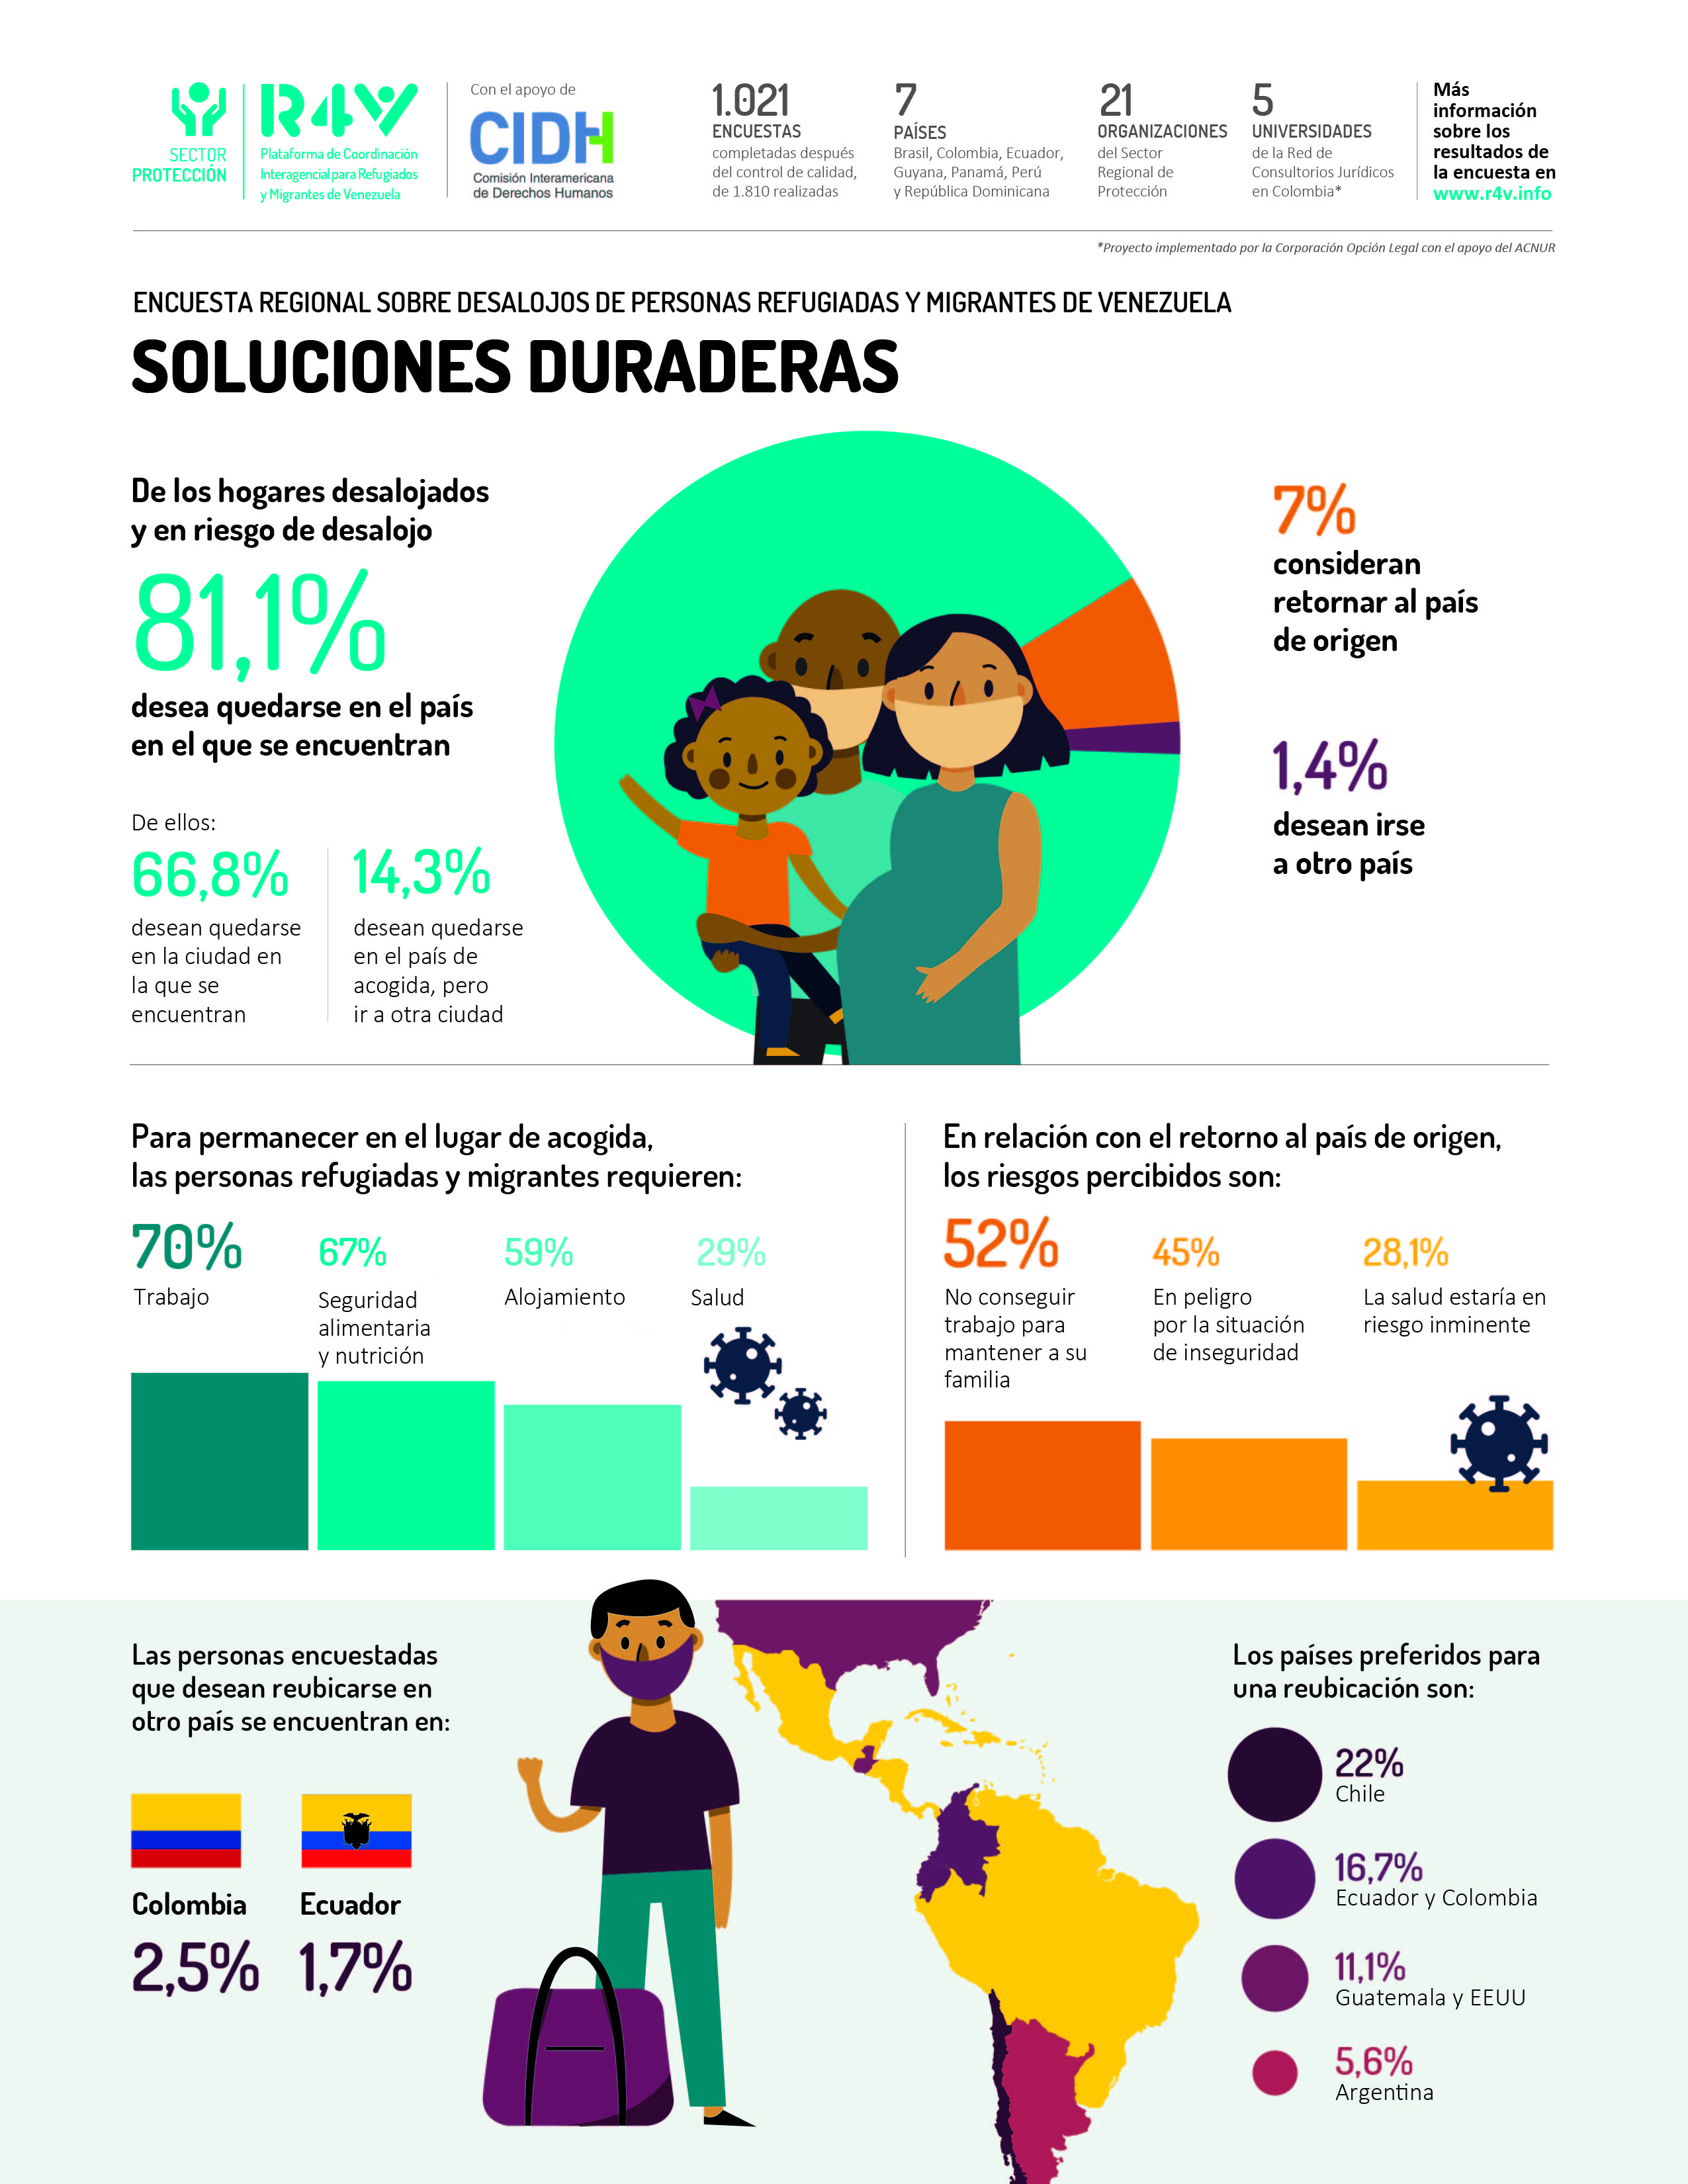 SECTOR
PROTECCIÓN
R4V
Plataforma de Coordinación
Interagencial para Refugiados
y Migrantes de Venezuela
Con el apoyo de
CIDH
Comisión Interamericana
de Derechos Humanos
1.021
ENCUESTAS
completadas después
del control de calidad,
de 1.810 realizadas
7
PAÍSES
Brasil, Colombia, Ecuador,
Guyana, Panamá, Perú
y República Dominicana
21
ORGANIZACIONES
del Sector
Regional de
Protección
5
UNIVERSIDADES
de la Red de
Consultorios Jurídicos
en Colombia*
Más
información
sobre los
resultados de
la encuesta en
www.r4v.info
*Proyecto implementado por la Corporación Opción Legal con el apoyo del ACNUR
ENCUESTA REGIONAL SOBRE DESALOJOS DE PERSONAS REFUGIADAS Y MIGRANTES DE VENEZUELA
SOLUCIONES DURADERAS
De los hogares desalojados
y en riesgo de desalojo
81,1%
desea quedarse en el país
en el que se encuentran
De ellos:
66,8%
desean quedarse
en la ciudad en
la que se
encuentran
14,3%
desean quedarse
en el país de
acogida, pero
ir a otra ciudad
7%
consideran
retornar al país
de origen
1,4%
desean irse
a otro país
Para permanecer en el lugar de acogida,
las personas refugiadas y migrantes requieren:
70%
Trabajo
67%
Seguridad
alimentaria
y nutrición
59%
Alojamiento
29%
Salud
En relación con el retorno al país de origen,
los riesgos percibidos son:
52%
No conseguir
trabajo para
mantener a su
familia
45%
En peligro
por la situación
de inseguridad
28,1%
La salud estaría en
riesgo inminente
Las personas encuestadas
que desean reubicarse en
otro país se encuentran en:
Colombia
2,5%
Ecuador
1,7%
Los países preferidos para
una reubicación son:
22%
Chile
16,7%
Ecuador y Colombia
11,1%
Guatemala y EEUU
5,6%
Argentina